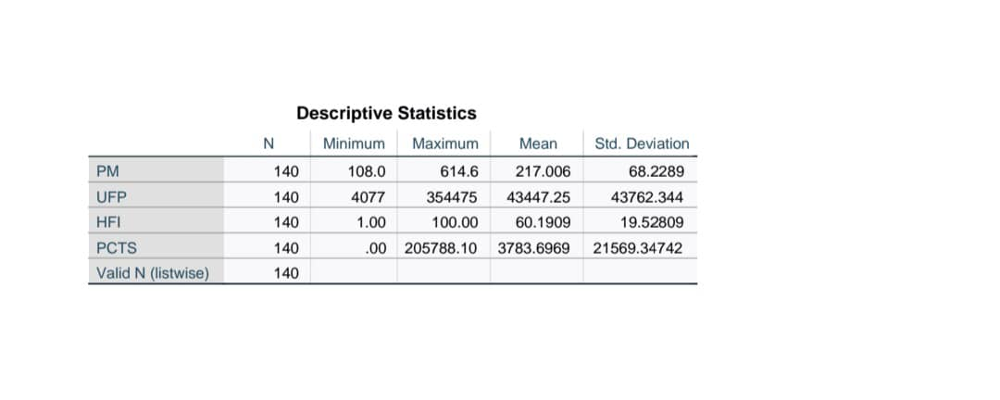 Descriptive Statistics
N Minimum Maximum Mean Std. Deviation
PM 140 108.0 614.6 217.006 68.2289
UFP 140 4077 354475 43447.25 43762.344
HFI 140 1.00 100.00 60.1909 19.52809
PCTS 140 .00 205788.10 3783.6969 21569.34742
Valid N (listwise) 140